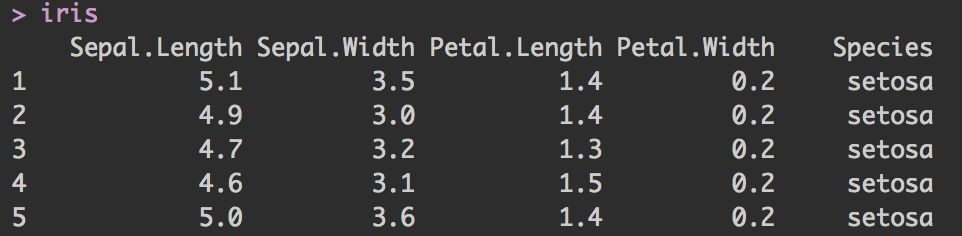 > iris
Sepal.Length Sepal.Width Petal.Length Petal.Width Species
1 5.1 3.5 1.4 0.2 setosa
2 4.9 3.0 1.4 0.2 setosa
3 4.7 3.2 1.3 0.2 setosa
4 4.6 3.1 1.5 0.2 setosa
5 5.0 3.6 1.4 0.2 setosa